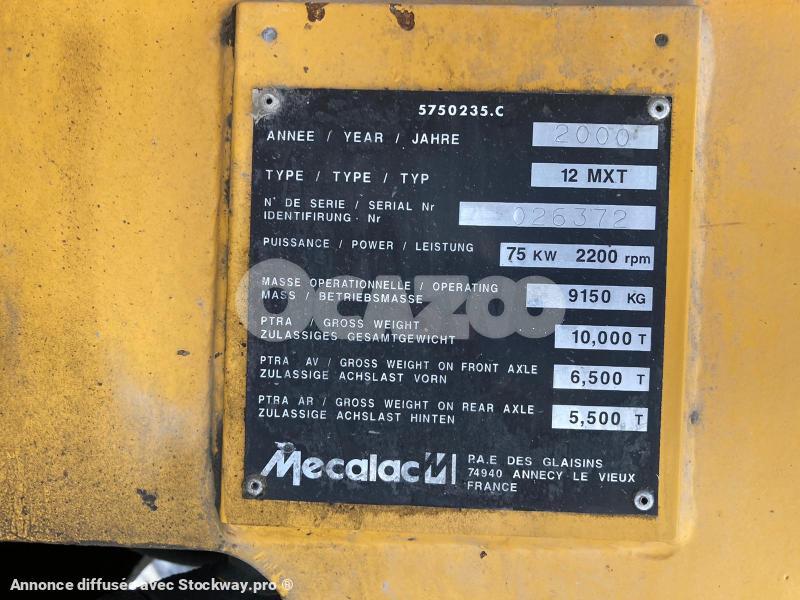 5750235.C
ANNEE / YEAR / JAHRE 2000
TYPE / TYPE / TYP 12 MXT
N° DE SERIE / SERIAL Nr
IDENTIFIRUNG - Nr
026372
PUISSANCE / POWER / LEISTUNG 75 KW 2200 rpm
MASSE OPERATIONNELLE / OPERATING
MASS / BETRIEBSMASSE
9150 KG
PTRA / GROSS WEIGHT
ZULASSIGES GESAMTGEWICHT
10,000 T
PTRA AV / GROSS WEIGHT ON FRONT AXLE
ZULASSIGE ACHSLAST VORN
6,500 T
PTRA AR / GROSS WEIGHT ON REAR AXLE
ZULASSIGE ACHSLAST HINTEN
5,500 T
Mecalac
P.A.E DES GLAISINS
74940 ANNECY LE VIEUX
FRANCE
OCAZOO
Annonce diffusée avec Stockway.pro ®